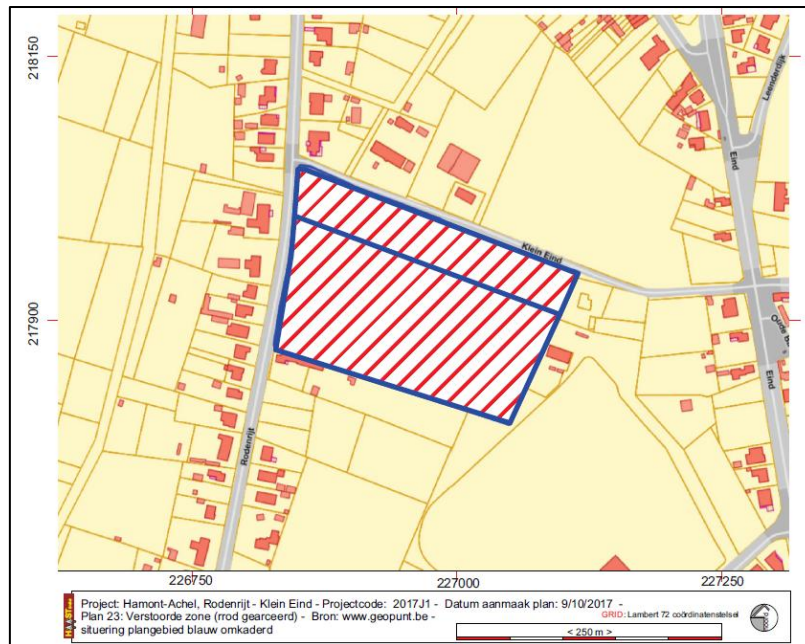 218150
Leenderdijk
Eind
Klein Eind
217900
Eind
Rodenrijt
226750
227000
227250
Project: Hamont-Achel, Rodenrijt - Klein Eind - Projectcode: 2017J1 - Datum aanmaak plan: 9/10/2017 -
Plan 23: Verstoorde zone (rrod gearceerd) - Bron: www.geopunt.be -
situering plangebied blauw omkaderd
GRID: Lambert 72 coördinatenstelsel
< 250 m >
noord